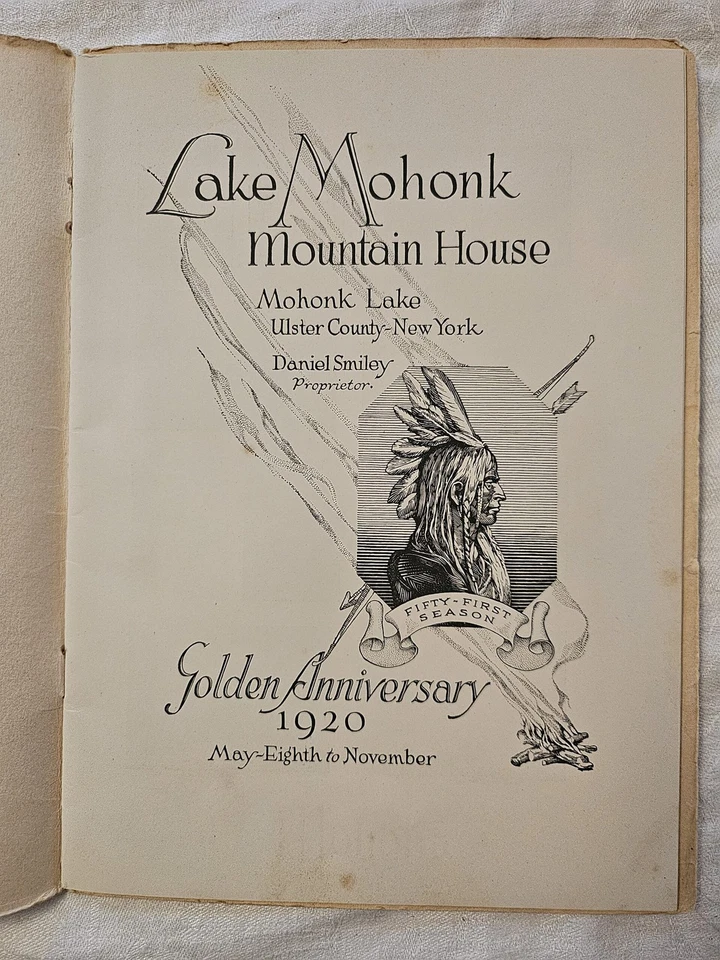 Lake Mohonk
Mountain House
Mohonk Lake
Ulster County-New York
Daniel Smiley
Proprietor.
FIFTY-FIRST
SEASON
Golden Anniversary
1920
May-Eighth to November